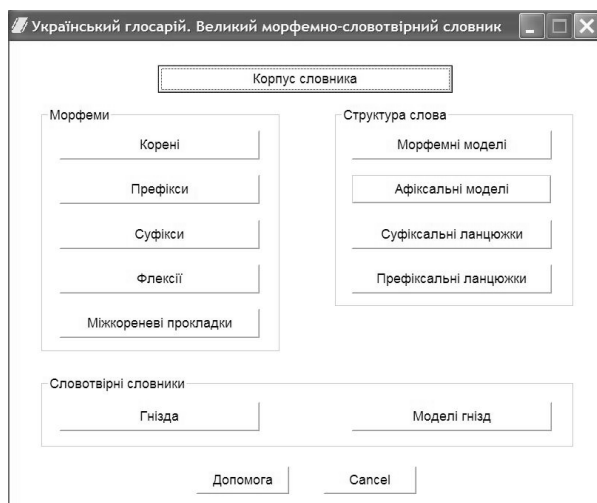 Український глосарій. Великий морфемно-словотвірний словник
Корпус словника
Морфеми
Корені
Префікси
Суфікси
Флексії
Міжкореневі прокладки
Структура слова
Морфемні моделі
Афіксальні моделі
Суфіксальні ланцюжки
Префіксальні ланцюжки
Словотвірні словники
Гнізда
Моделі гнізд
Допомога
Cancel